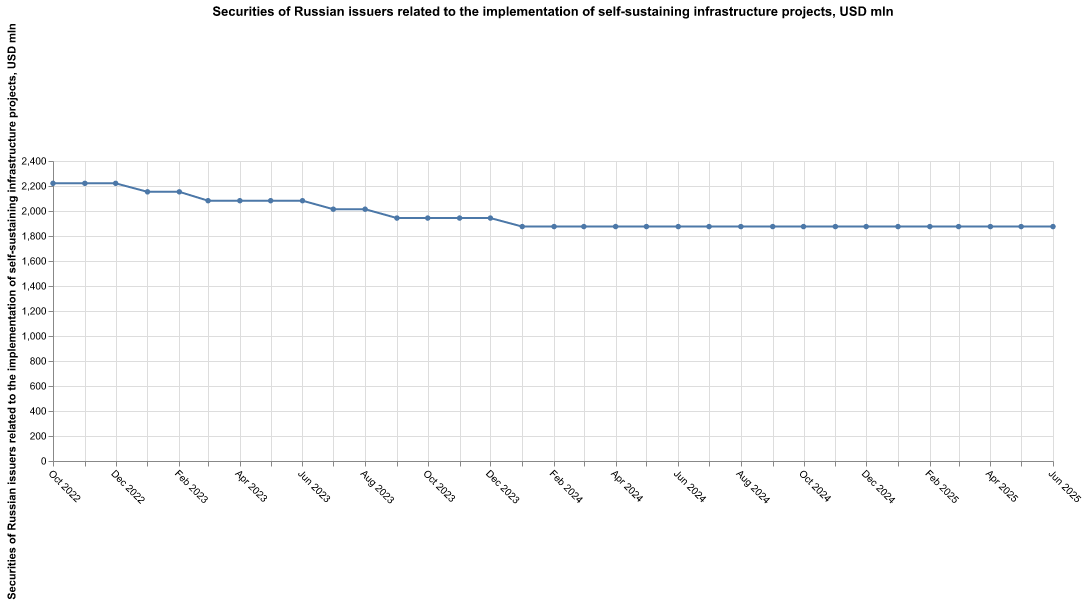 Securities of Russian issuers related to the implementation of self-sustaining infrastructure projects, USD mln
Securities of Russian issuers related to the implementation of self-sustaining infrastructure projects, USD mln
2,400
2,200
2,000
1,800
1,600
1,400
1,200
1,000
800
600
400
200
0
Oct 2022
Dec 2022
Feb 2023
Apr 2023
Jun 2023
Aug 2023
Oct 2023
Dec 2023
Feb 2024
Apr 2024
Jun 2024
Aug 2024
Oct 2024
Dec 2024
Feb 2025
Apr 2025
Jun 2025